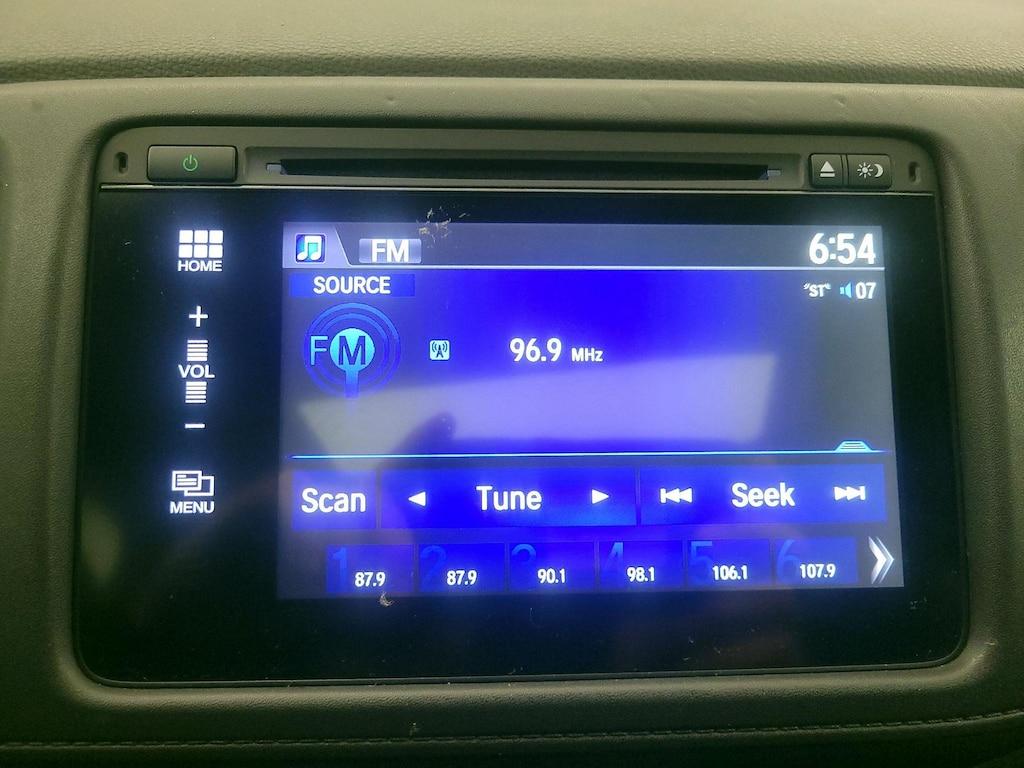 FM 6:54
HOME
SOURCE "ST" 07
FM 96.9 MHz
+
VOL
−
MENU
Scan Tune Seek
1 87.9 2 87.9 3 90.1 4 98.1 5 106.1 6 107.9